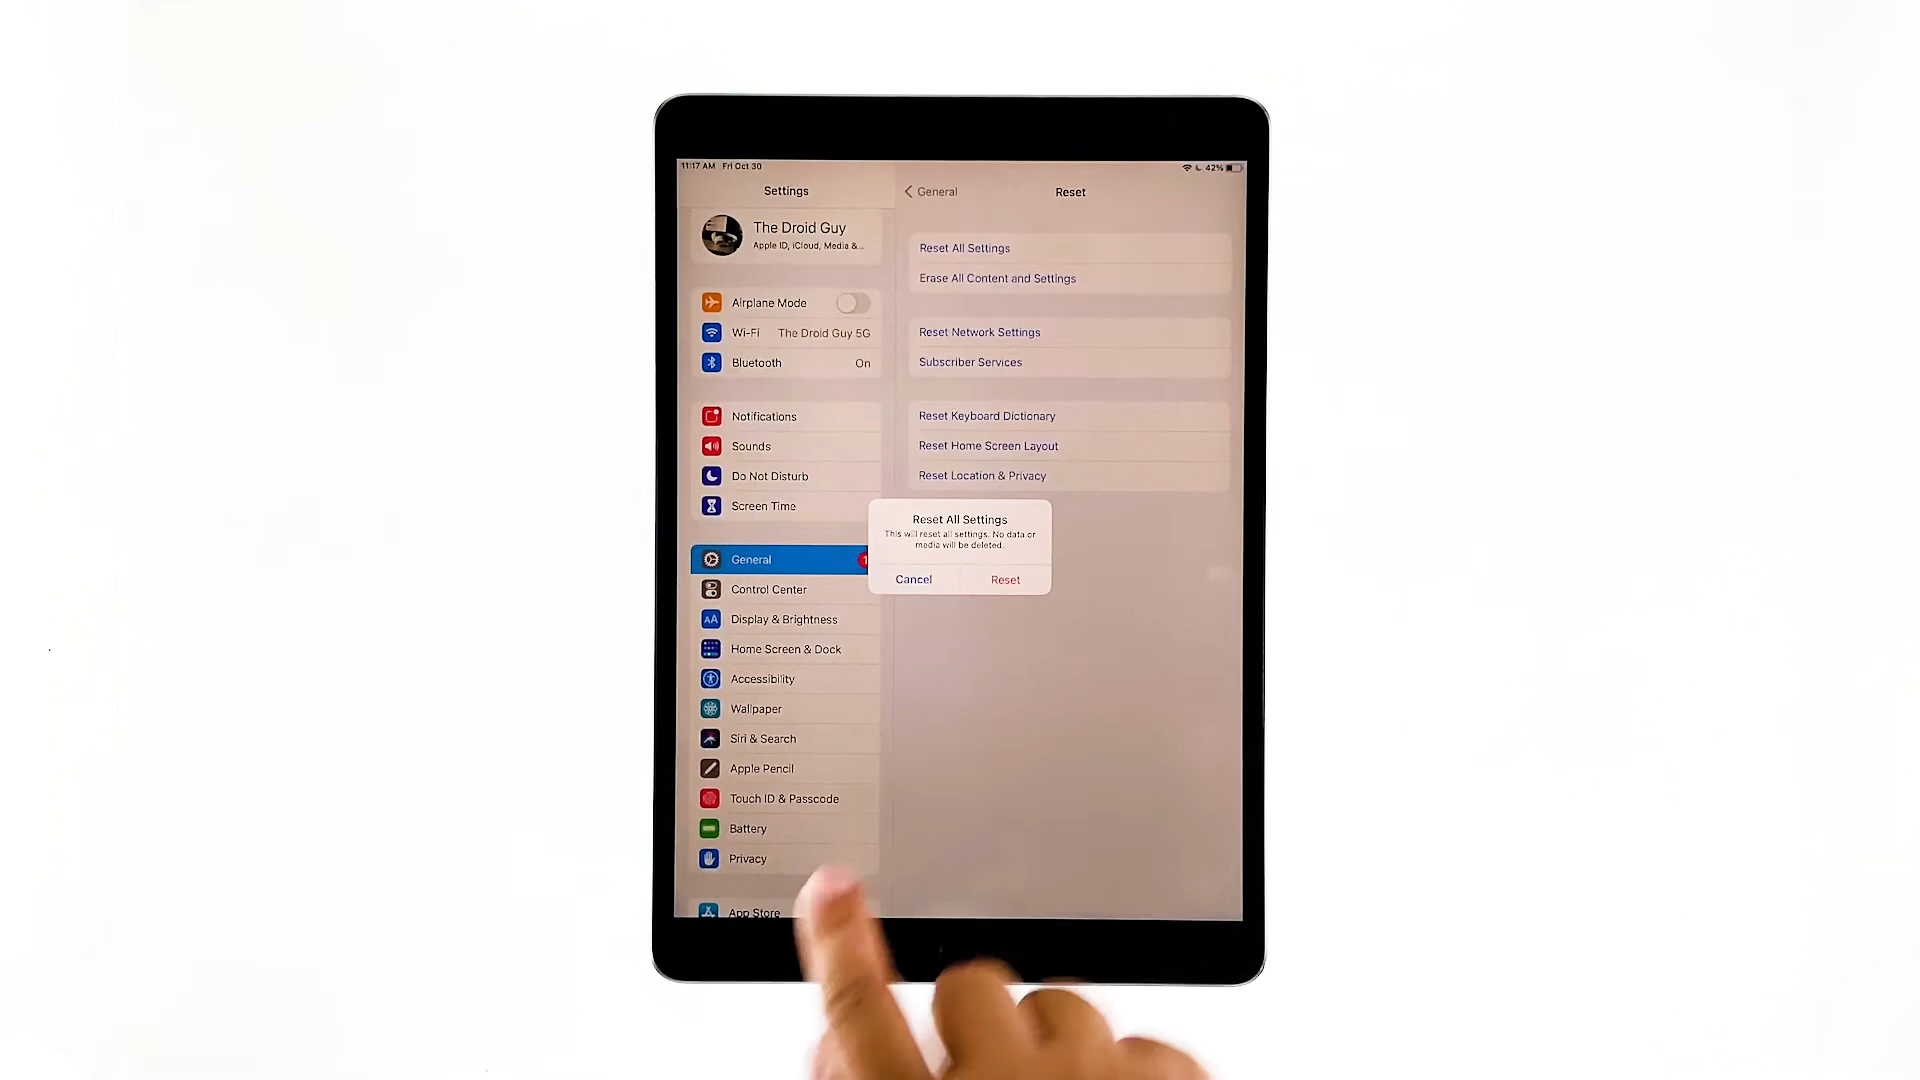 11:17 AM Fri Oct 30
42%
Settings
The Droid Guy
Apple ID, iCloud, Media &...
Airplane Mode
Wi-Fi The Droid Guy 5G
Bluetooth On
Notifications
Sounds
Do Not Disturb
Screen Time
General 1
Control Center
AA Display & Brightness
Home Screen & Dock
Accessibility
Wallpaper
Siri & Search
Apple Pencil
Touch ID & Passcode
Battery
Privacy
App Store
General
Reset
Reset All Settings
Erase All Content and Settings
Reset Network Settings
Subscriber Services
Reset Keyboard Dictionary
Reset Home Screen Layout
Reset Location & Privacy
Reset All Settings
This will reset all settings. No data or
media will be deleted.
Cancel Reset